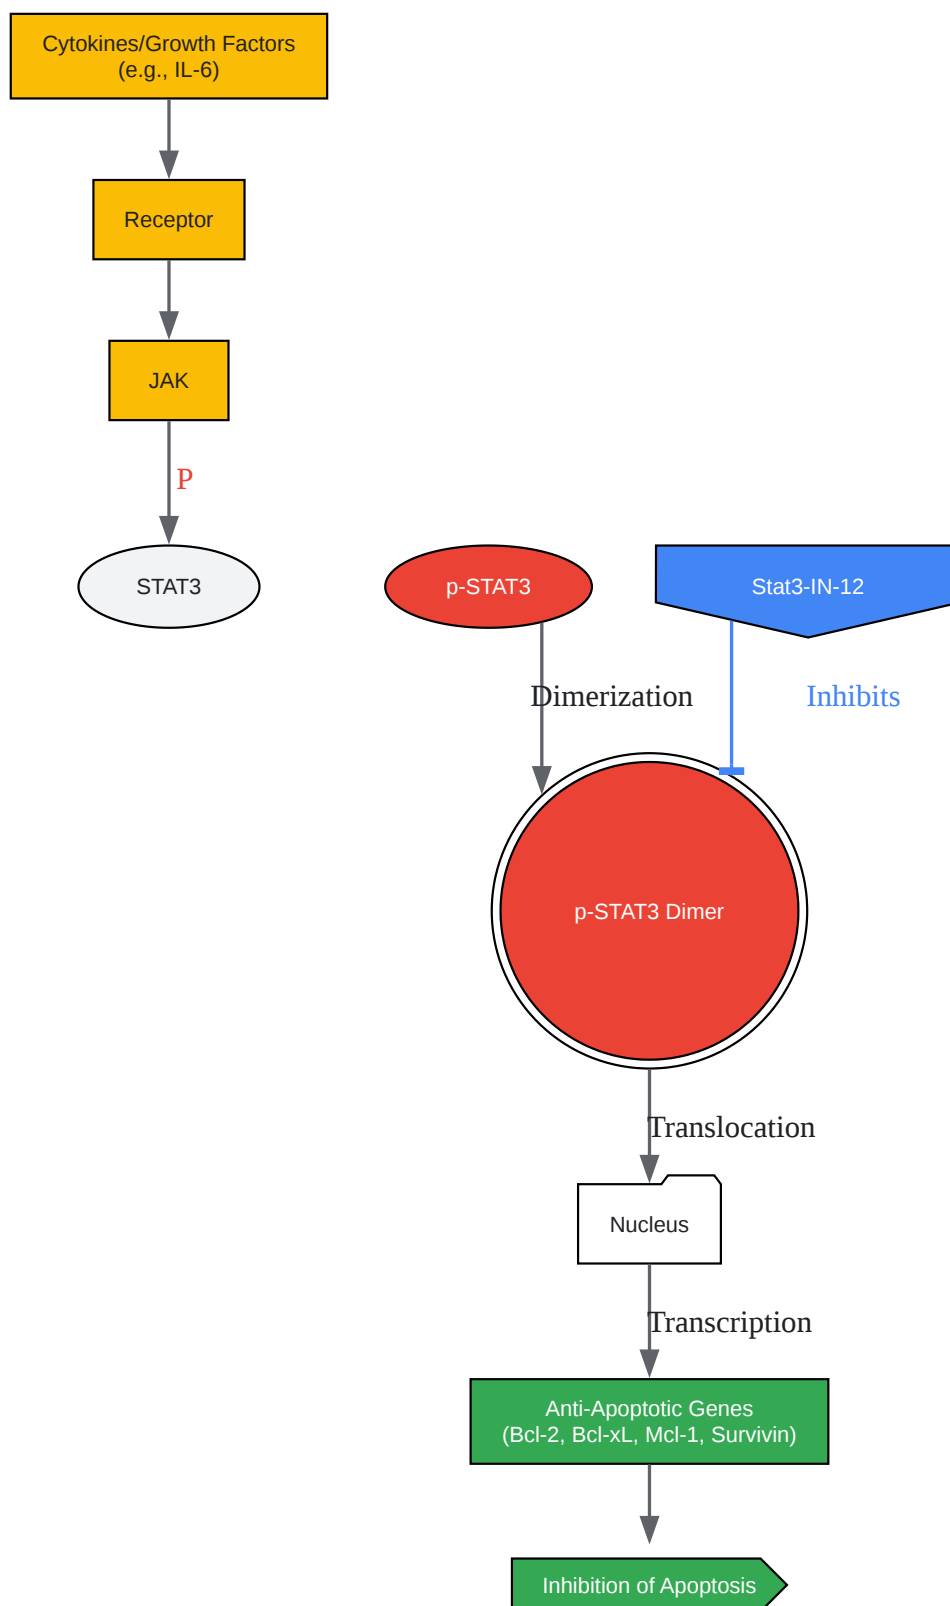 Cytokines/Growth Factors
(e.g., IL-6)
Receptor
JAK
P
STAT3
p-STAT3
Stat3-IN-12
Dimerization
Inhibits
p-STAT3 Dimer
Translocation
Nucleus
Transcription
Anti-Apoptotic Genes
(Bcl-2, Bcl-xL, Mcl-1, Survivin)
Inhibition of Apoptosis